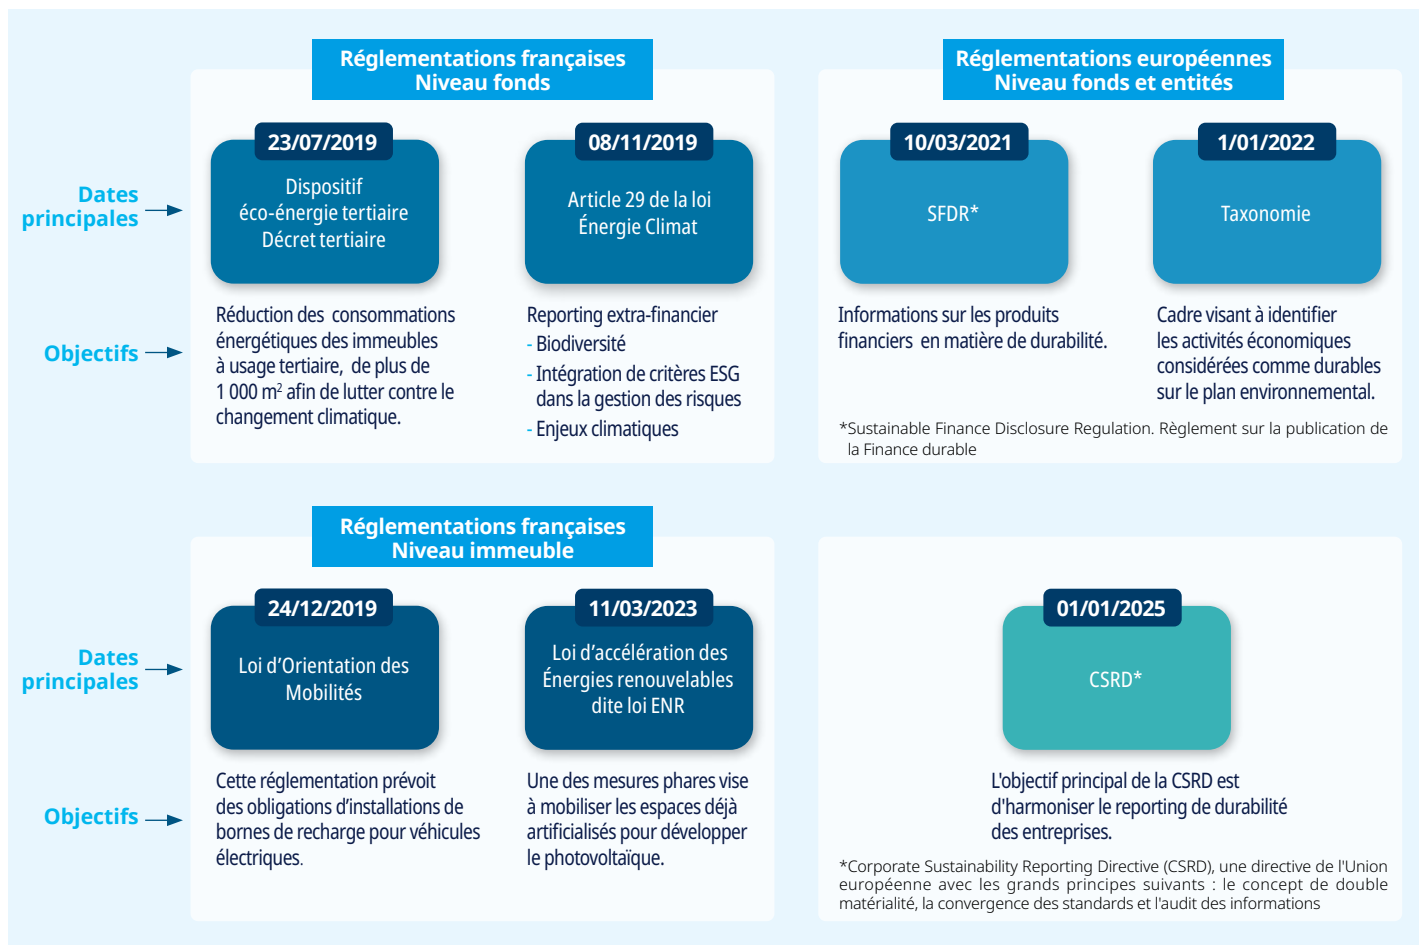 Réglementations françaises
Niveau fonds
Dates
principales
23/07/2019
Dispositif
éco-énergie tertiaire
Décret tertiaire
08/11/2019
Article 29 de la loi
Énergie Climat
Objectifs
Réduction des consommations
énergétiques des immeubles
à usage tertiaire, de plus de
1 000 m² afin de lutter contre le
changement climatique.
Reporting extra-financier
- Biodiversité
- Intégration de critères ESG
dans la gestion des risques
- Enjeux climatiques
Réglementations européennes
Niveau fonds et entités
10/03/2021
SFDR*
1/01/2022
Taxonomie
Informations sur les produits
financiers en matière de durabilité.
Cadre visant à identifier
les activités économiques
considérées comme durables
sur le plan environnemental.
*Sustainable Finance Disclosure Regulation. Règlement sur la publication de
la Finance durable
Réglementations françaises
Niveau immeuble
Dates
principales
24/12/2019
Loi d’Orientation des
Mobilités
11/03/2023
Loi d’accélération des
Énergies renouvelables
dite loi ENR
Objectifs
Cette réglementation prévoit
des obligations d’installations de
bornes de recharge pour véhicules
électriques.
Une des mesures phares vise
à mobiliser les espaces déjà
artificialisés pour développer
le photovoltaïque.
01/01/2025
CSRD*
L'objectif principal de la CSRD est
d'harmoniser le reporting de durabilité
des entreprises.
*Corporate Sustainability Reporting Directive (CSRD), une directive de l'Union
européenne avec les grands principes suivants : le concept de double
matérialité, la convergence des standards et l'audit des informations